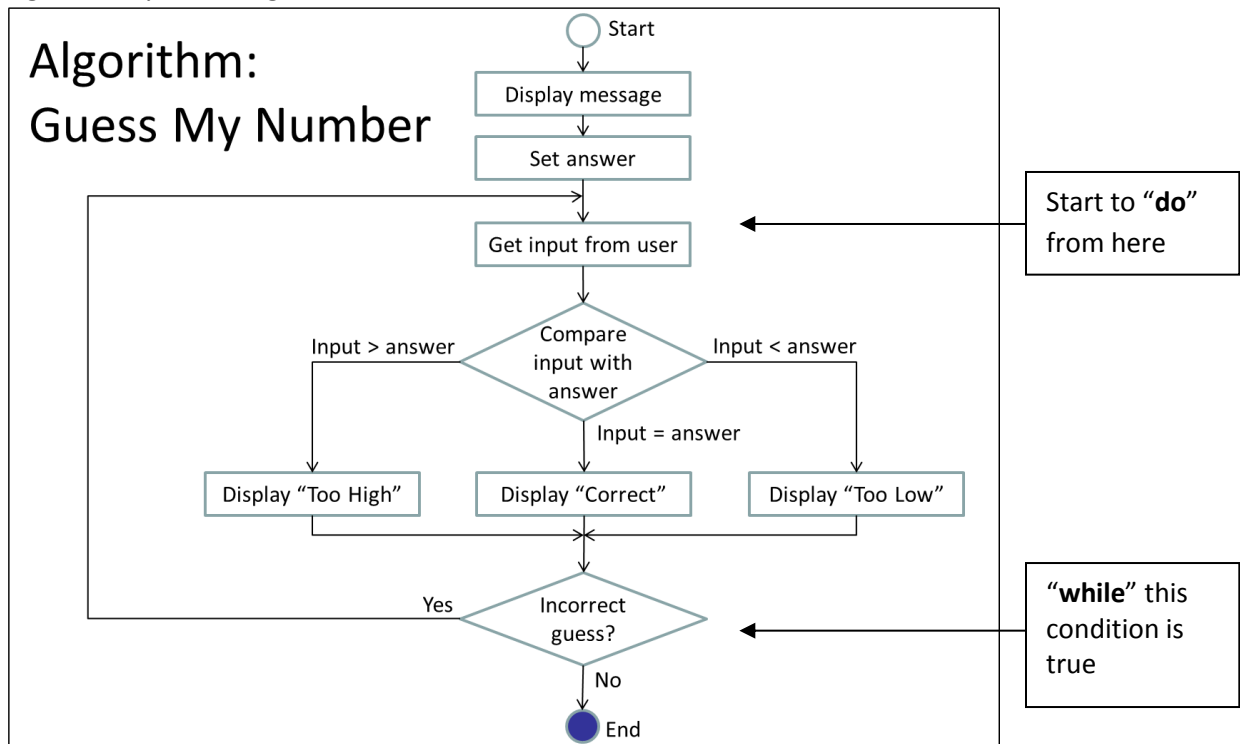 Start
Algorithm:
Guess My Number
Display message
Set answer
Start to “do”
from here
Get input from user
Compare
input with
answer
Input > answer
Input < answer
Input = answer
Display “Too High”
Display “Correct”
Display “Too Low”
Yes
Incorrect
guess?
“while” this
condition is
true
No
End